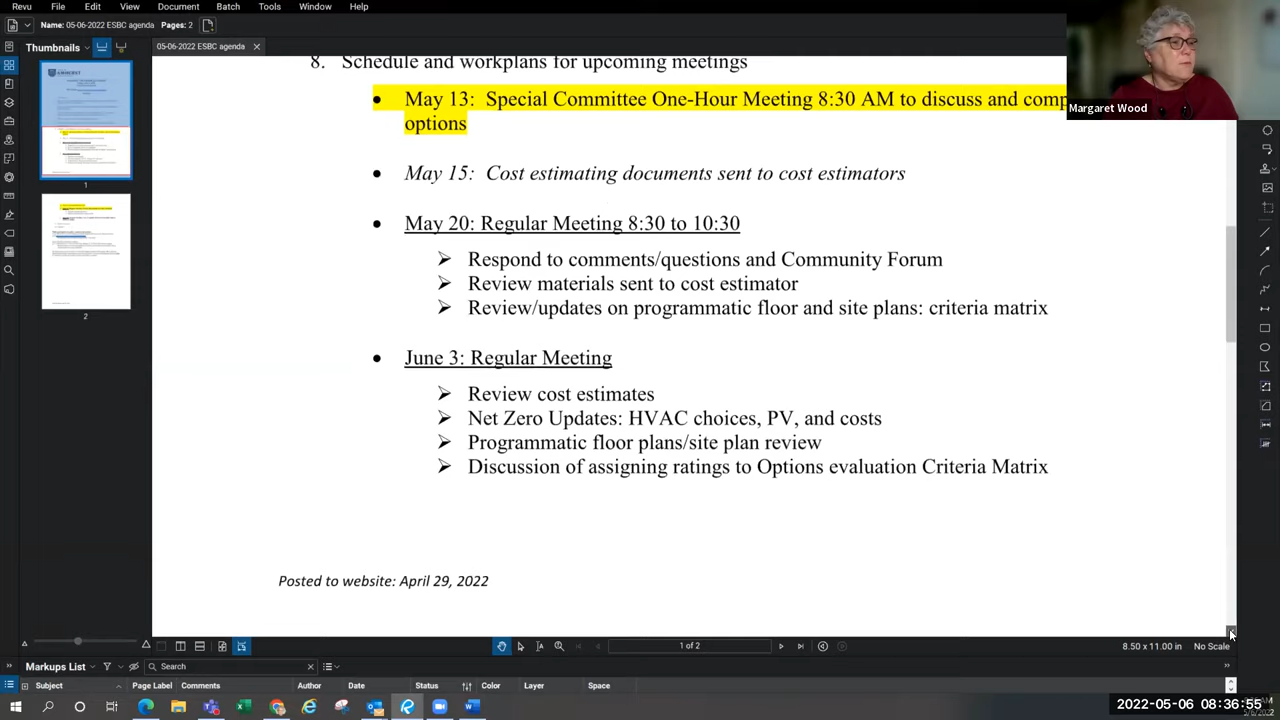 Revu File Edit View Document Batch Tools Window Help
Name: 05-06-2022 ESBC agenda Pages: 2
Thumbnails
05-06-2022 ESBC agenda
8. Schedule and workplans for upcoming meetings
May 13: Special Committee One-Hour Meeting 8:30 AM to discuss and comp
options
May 15: Cost estimating documents sent to cost estimators
May 20: Regular Meeting 8:30 to 10:30
Respond to comments/questions and Community Forum
Review materials sent to cost estimator
Review/updates on programmatic floor and site plans: criteria matrix
June 3: Regular Meeting
Review cost estimates
Net Zero Updates: HVAC choices, PV, and costs
Programmatic floor plans/site plan review
Discussion of assigning ratings to Options evaluation Criteria Matrix
Posted to website: April 29, 2022
Margaret Wood
1
2
1 of 2
8.50 x 11.00 in No Scale
Markups List
Search
Subject Page Label Comments Author Date Status Color Layer Space
2022-05-06 08:36:55